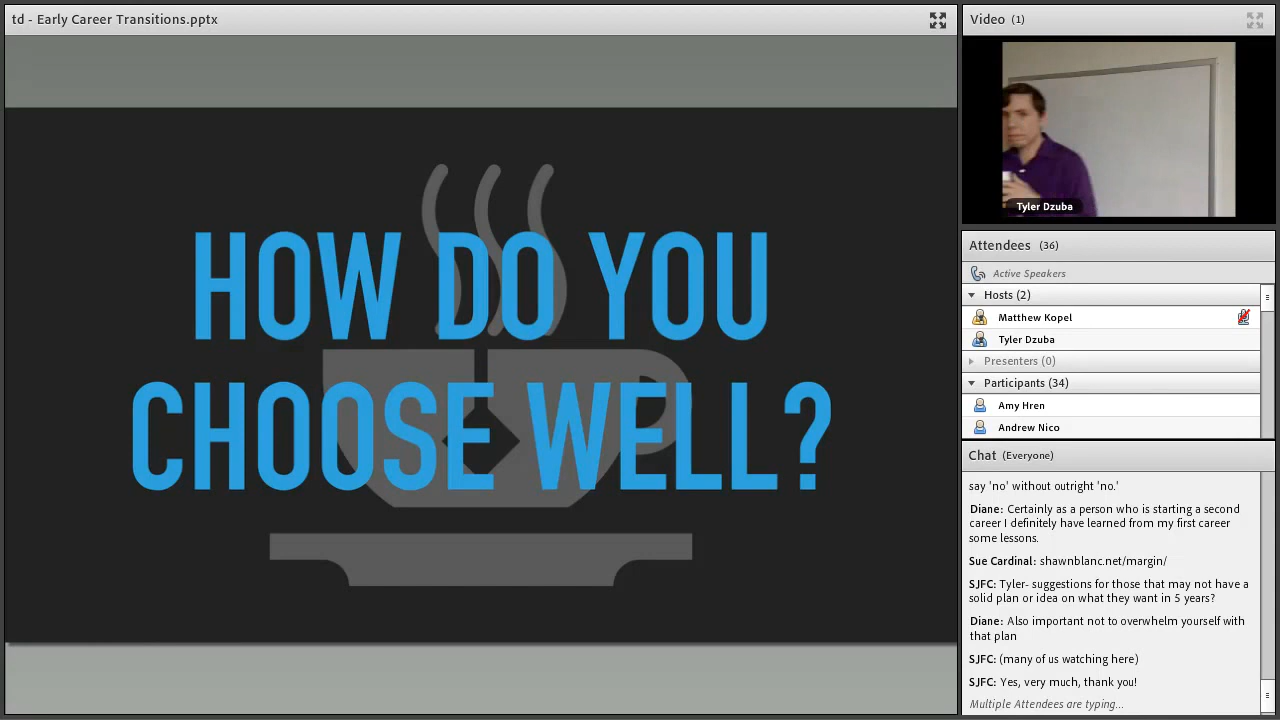 td - Early Career Transitions.pptx
HOW DO YOU
CHOOSE WELL?
Video (1)
Tyler Dzuba
Attendees (36)
Active Speakers
Hosts (2)
Matthew Kopel
Tyler Dzuba
Presenters (0)
Participants (34)
Amy Hren
Andrew Nico
Chat (Everyone)
say 'no' without outright 'no.'
Diane: Certainly as a person who is starting a second
career I definitely have learned from my first career
some lessons.
Sue Cardinal: shawnblanc.net/margin/
SJFC: Tyler- suggestions for those that may not have a
solid plan or idea on what they want in 5 years?
Diane: Also important not to overwhelm yourself with
that plan
SJFC: (many of us watching here)
SJFC: Yes, very much, thank you!
Multiple Attendees are typing...